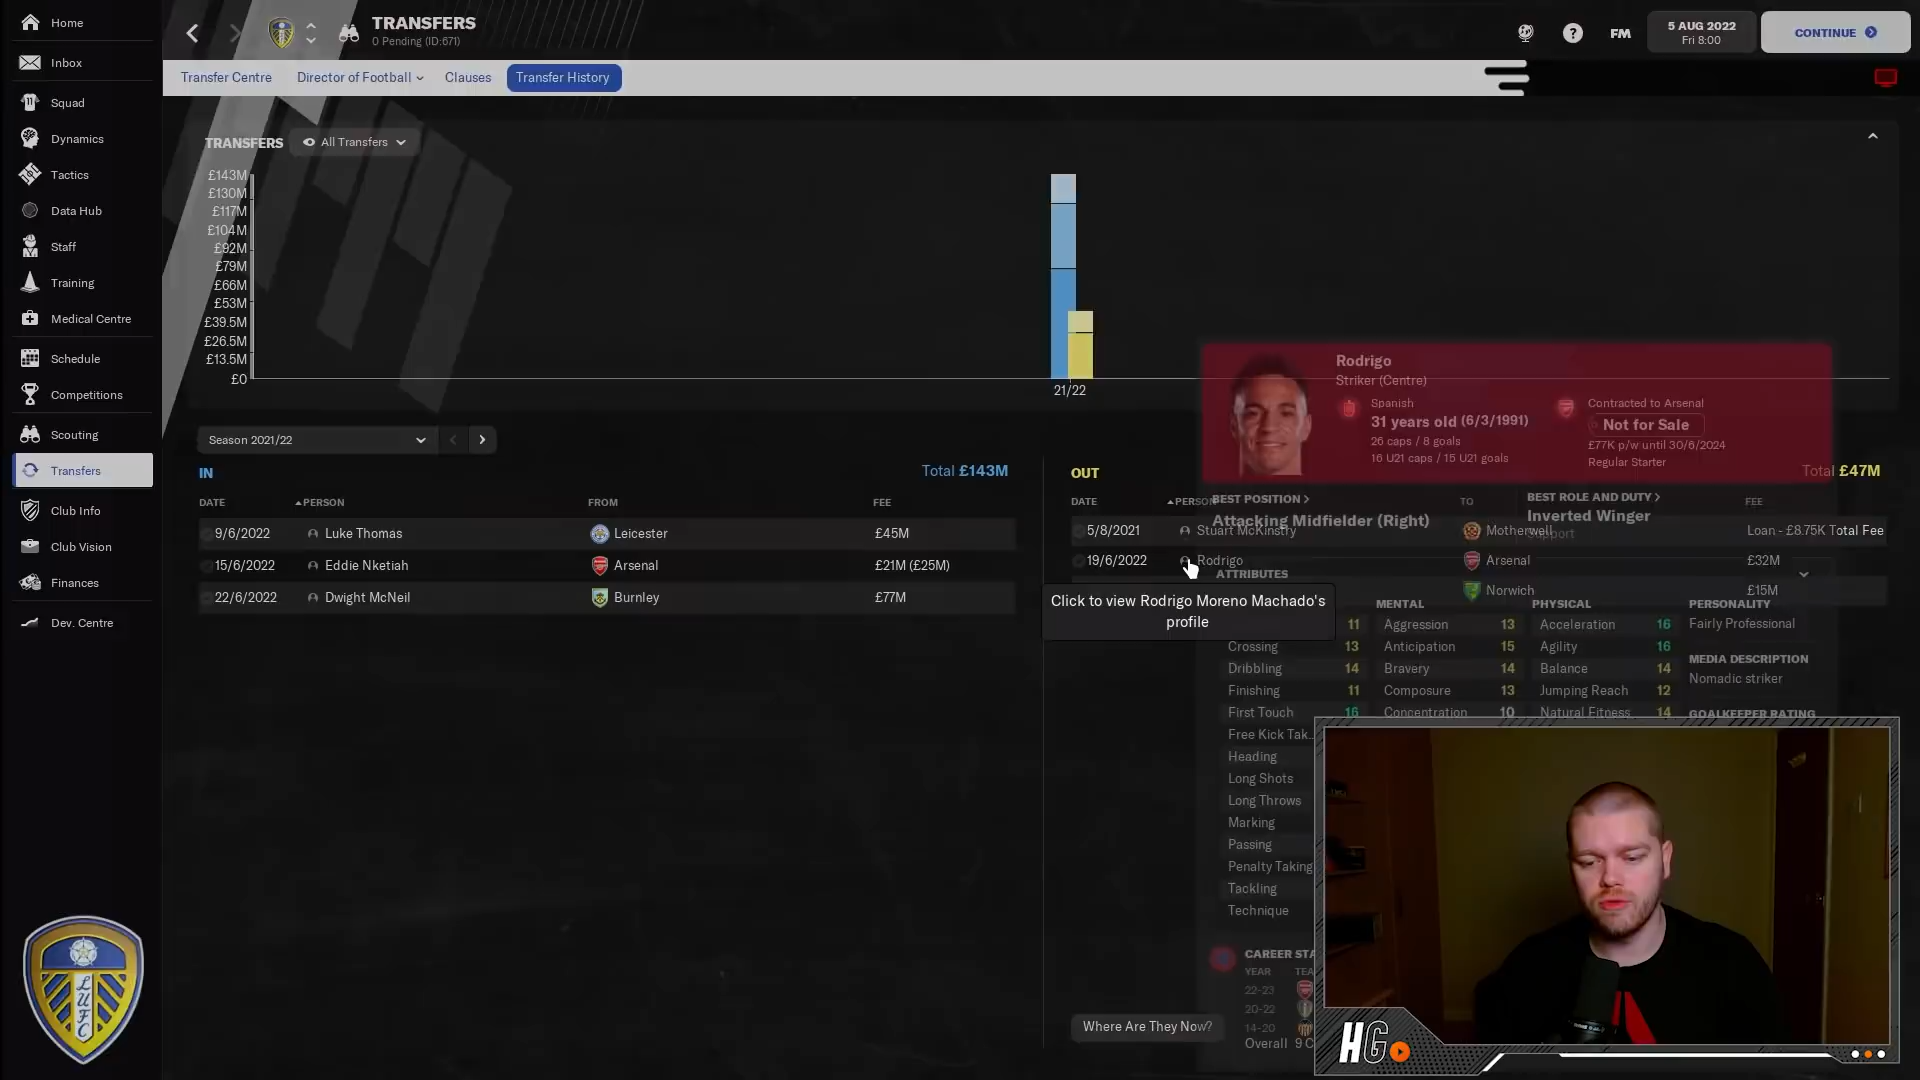 Home
TRANSFERS
0 Pending (ID:671)
FM
5 AUG 2022
Fri 8:00
CONTINUE
Inbox
Transfer Centre
Director of Football
Clauses
Transfer History
Squad
Dynamics
Tactics
Data Hub
Staff
Training
Medical Centre
Schedule
Competitions
Scouting
Transfers
Club Info
Club Vision
Finances
Dev. Centre
LUFC
TRANSFERS
All Transfers
£143M
£130M
£117M
£104M
£92M
£79M
£66M
£53M
£39.5M
£26.5M
£13.5M
£0
21/22
Season 2021/22
IN
Total £143M
DATE PERSON FROM FEE
9/6/2022 Luke Thomas Leicester £45M
15/6/2022 Eddie Nketiah Arsenal £21M (£25M)
22/6/2022 Dwight McNeil Burnley £77M
OUT
Total £47M
DATE PERSON TO FEE
5/8/2021 Stuart McKinstry Motherwell Loan - £8.75K Total Fee
19/6/2022 Rodrigo Arsenal £32M
Norwich £15M
Click to view Rodrigo Moreno Machado's
profile
Where Are They Now?
Rodrigo
Striker (Centre)
Spanish
31 years old (6/3/1991)
26 caps / 8 goals
16 U21 caps / 15 U21 goals
Contracted to Arsenal
Not for Sale
£77K p/w until 30/6/2024
Regular Starter
BEST POSITION
Attacking Midfielder (Right)
BEST ROLE AND DUTY
Inverted Winger
Support
ATTRIBUTES
MENTAL
PHYSICAL
PERSONALITY
11 Aggression 13 Acceleration 16 Fairly Professional
Crossing 13 Anticipation 15 Agility 16
Dribbling 14 Bravery 14 Balance 14
MEDIA DESCRIPTION
Nomadic striker
Finishing 11 Composure 13 Jumping Reach 12
First Touch 16 Concentration 10 Natural Fitness 14
GOALKEEPER RATING
Free Kick Tak...
Heading
Long Shots
Long Throws
Marking
Passing
Penalty Taking
Tackling
Technique
CAREER STA
YEAR TEA
22-23
20-22
14-20
Overall 9 C
HG